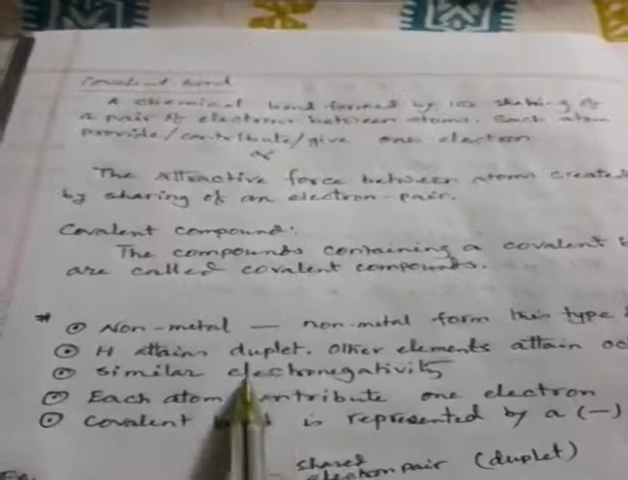 Covalent bond
A chemical bond formed by the sharing of
a pair of electrons between atoms. Each atom
provide/contribute/give one electron
or
The Attractive force between atoms created
by sharing of an electron-pair.
Covalent compound:
The compounds containing a covalent
are called covalent compounds.
* ⊙ Non-metal — non-metal form this type
⊙ H attains duplet. Other elements attain oc
⊙ Similar electronegativity
⊙ Each atom contribute one electron
⊙ Covalent is represented by a (—)
shared
electron pair (duplet)